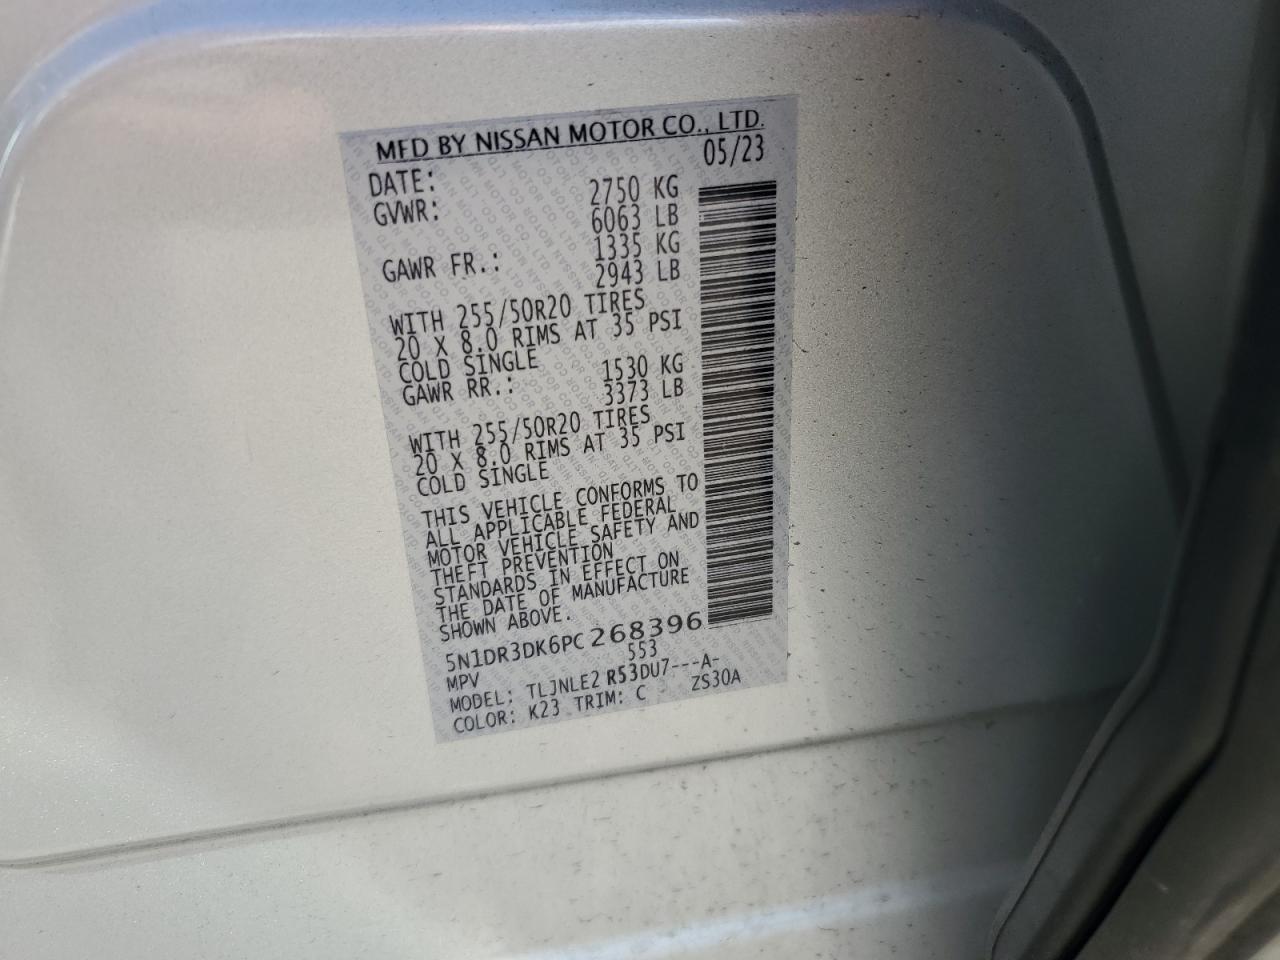 MFD BY NISSAN MOTOR CO., LTD.
DATE: 05/23
GVWR: 2750 KG
6063 LB
GAWR FR.: 1335 KG
2943 LB
WITH 255/50R20 TIRES
20 X 8.0 RIMS AT 35 PSI
COLD SINGLE
GAWR RR.: 1530 KG
3373 LB
WITH 255/50R20 TIRES
20 X 8.0 RIMS AT 35 PSI
COLD SINGLE
THIS VEHICLE CONFORMS TO
ALL APPLICABLE FEDERAL
MOTOR VEHICLE SAFETY AND
THEFT PREVENTION
STANDARDS IN EFFECT ON
THE DATE OF MANUFACTURE
SHOWN ABOVE.
5N1DR3DK6PC268396
MPV 553
MODEL: TLJNLE2 R53DU7---A-
COLOR: K23 TRIM: C ZS30A